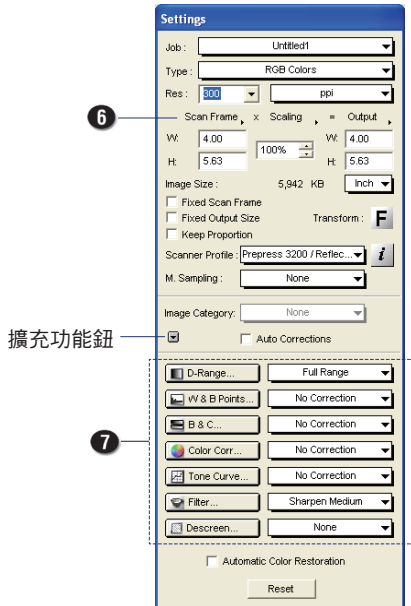 Settings
Job : Untitled1
Type : RGB Colors
Res : 300 ppi
6 Scan Frame x Scaling = Output
W: 4.00 100% W: 4.00
H: 5.63 H: 5.63
Image Size : 5,942 KB Inch
Fixed Scan Frame
Fixed Output Size Transform : F
Keep Proportion
Scanner Profile : Prepress 3200 / Reflec... i
M. Sampling : None
Image Category: None
擴充功能鈕 Auto Corrections
D-Range... Full Range
W & B Points... No Correction
B & C... No Correction
7 Color Corr... No Correction
Tone Curve... No Correction
Filter... Sharpen Medium
Descreen... None
Automatic Color Restoration
Reset